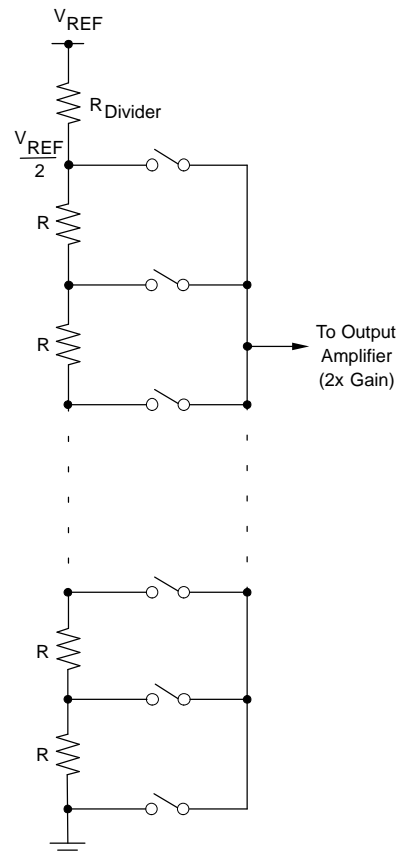 VREF
RDivider
VREF
2
R
R
To Output
Amplifier
(2x Gain)
R
R